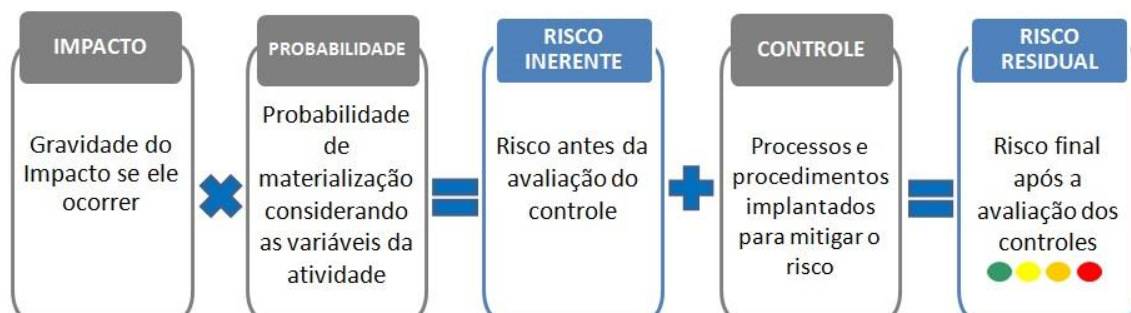 IMPACTO
Gravidade do
Impacto se ele
ocorrer
PROBABILIDADE
Probabilidade
de
materialização
considerando
as variáveis da
atividade
RISCO
INERENTE
Risco antes da
avaliação do
controle
CONTROLE
Processos e
procedimentos
implantados
para mitigar o
risco
RISCO
RESIDUAL
Risco final
após a
avaliação dos
controles